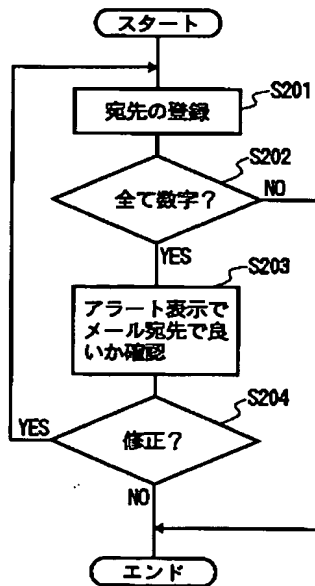 スタート
S201
宛先の登録
S202
全て数字？
NO
YES
S203
アラート表示で
メール宛先で良
いか確認
S204
YES
修正？
NO
エンド